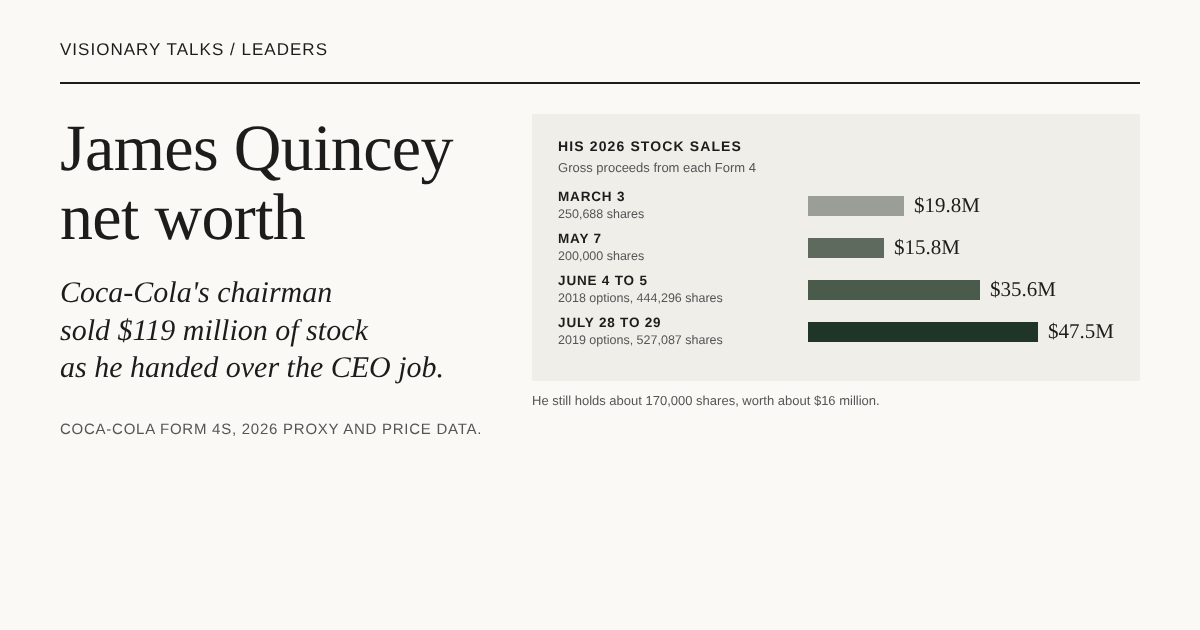 VISIONARY TALKS / LEADERS
James Quincey
net worth
Coca-Cola's chairman
sold $119 million of stock
as he handed over the CEO job.
COCA-COLA FORM 4S, 2026 PROXY AND PRICE DATA.
HIS 2026 STOCK SALES
Gross proceeds from each Form 4
MARCH 3
250,688 shares
$19.8M
MAY 7
200,000 shares
$15.8M
JUNE 4 TO 5
2018 options, 444,296 shares
$35.6M
JULY 28 TO 29
2019 options, 527,087 shares
$47.5M
He still holds about 170,000 shares, worth about $16 million.